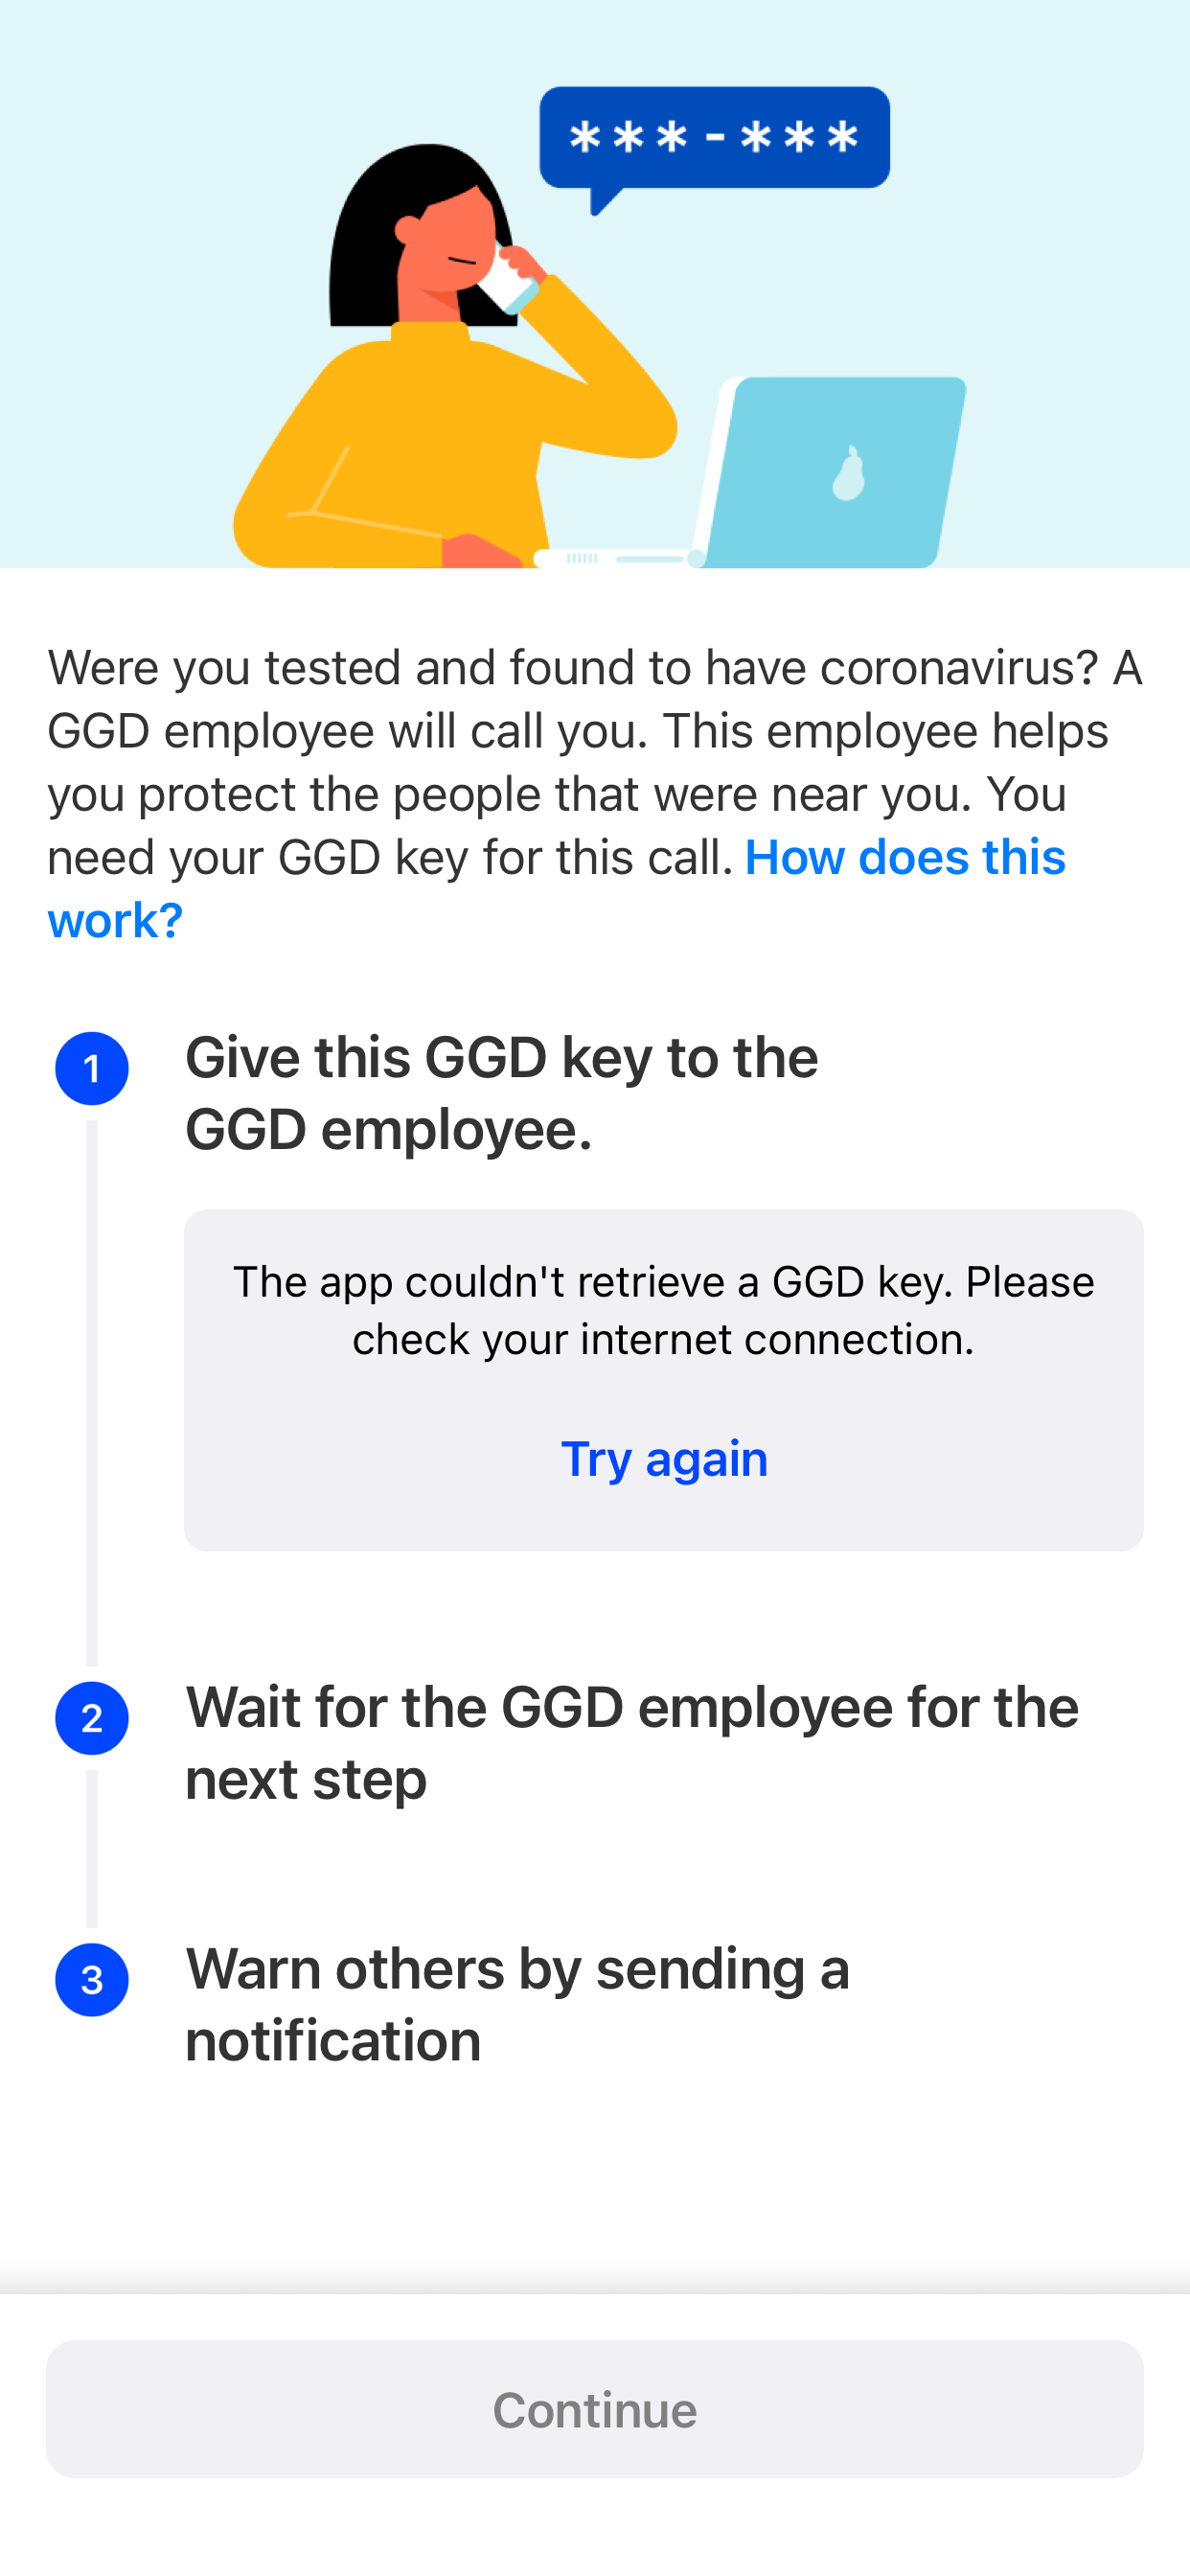 ***-***
Were you tested and found to have coronavirus? A
GGD employee will call you. This employee helps
you protect the people that were near you. You
need your GGD key for this call. How does this
work?
1
Give this GGD key to the
GGD employee.
The app couldn't retrieve a GGD key. Please
check your internet connection.
Try again
2
Wait for the GGD employee for the
next step
3
Warn others by sending a
notification
Continue